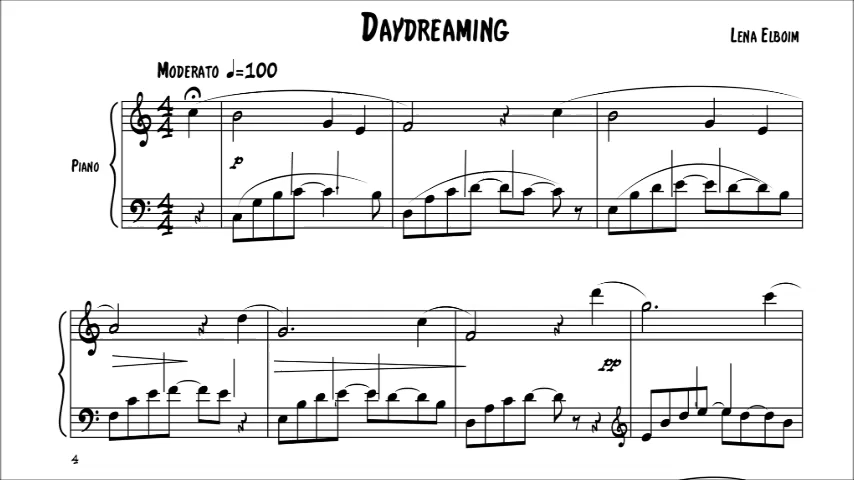 Daydreaming
Lena Elboim
Moderato ♩=100
Piano
p
pp
4